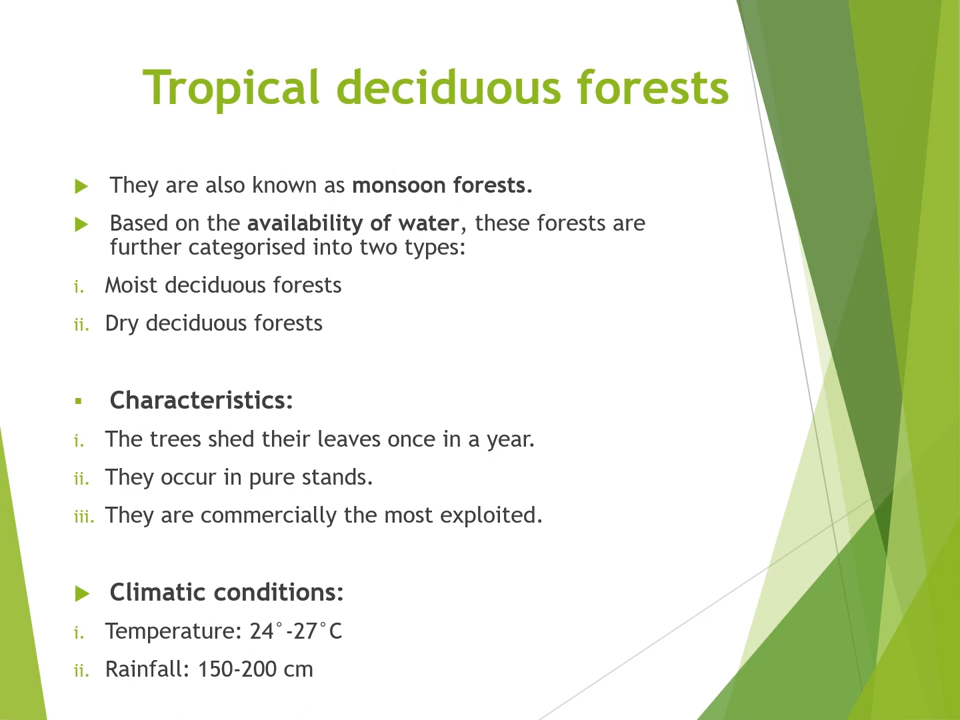 Tropical deciduous forests
▶ They are also known as monsoon forests.
▶ Based on the availability of water, these forests are
further categorised into two types:
i. Moist deciduous forests
ii. Dry deciduous forests
▪ Characteristics:
i. The trees shed their leaves once in a year.
ii. They occur in pure stands.
iii. They are commercially the most exploited.
▶ Climatic conditions:
i. Temperature: 24°-27°C
ii. Rainfall: 150-200 cm